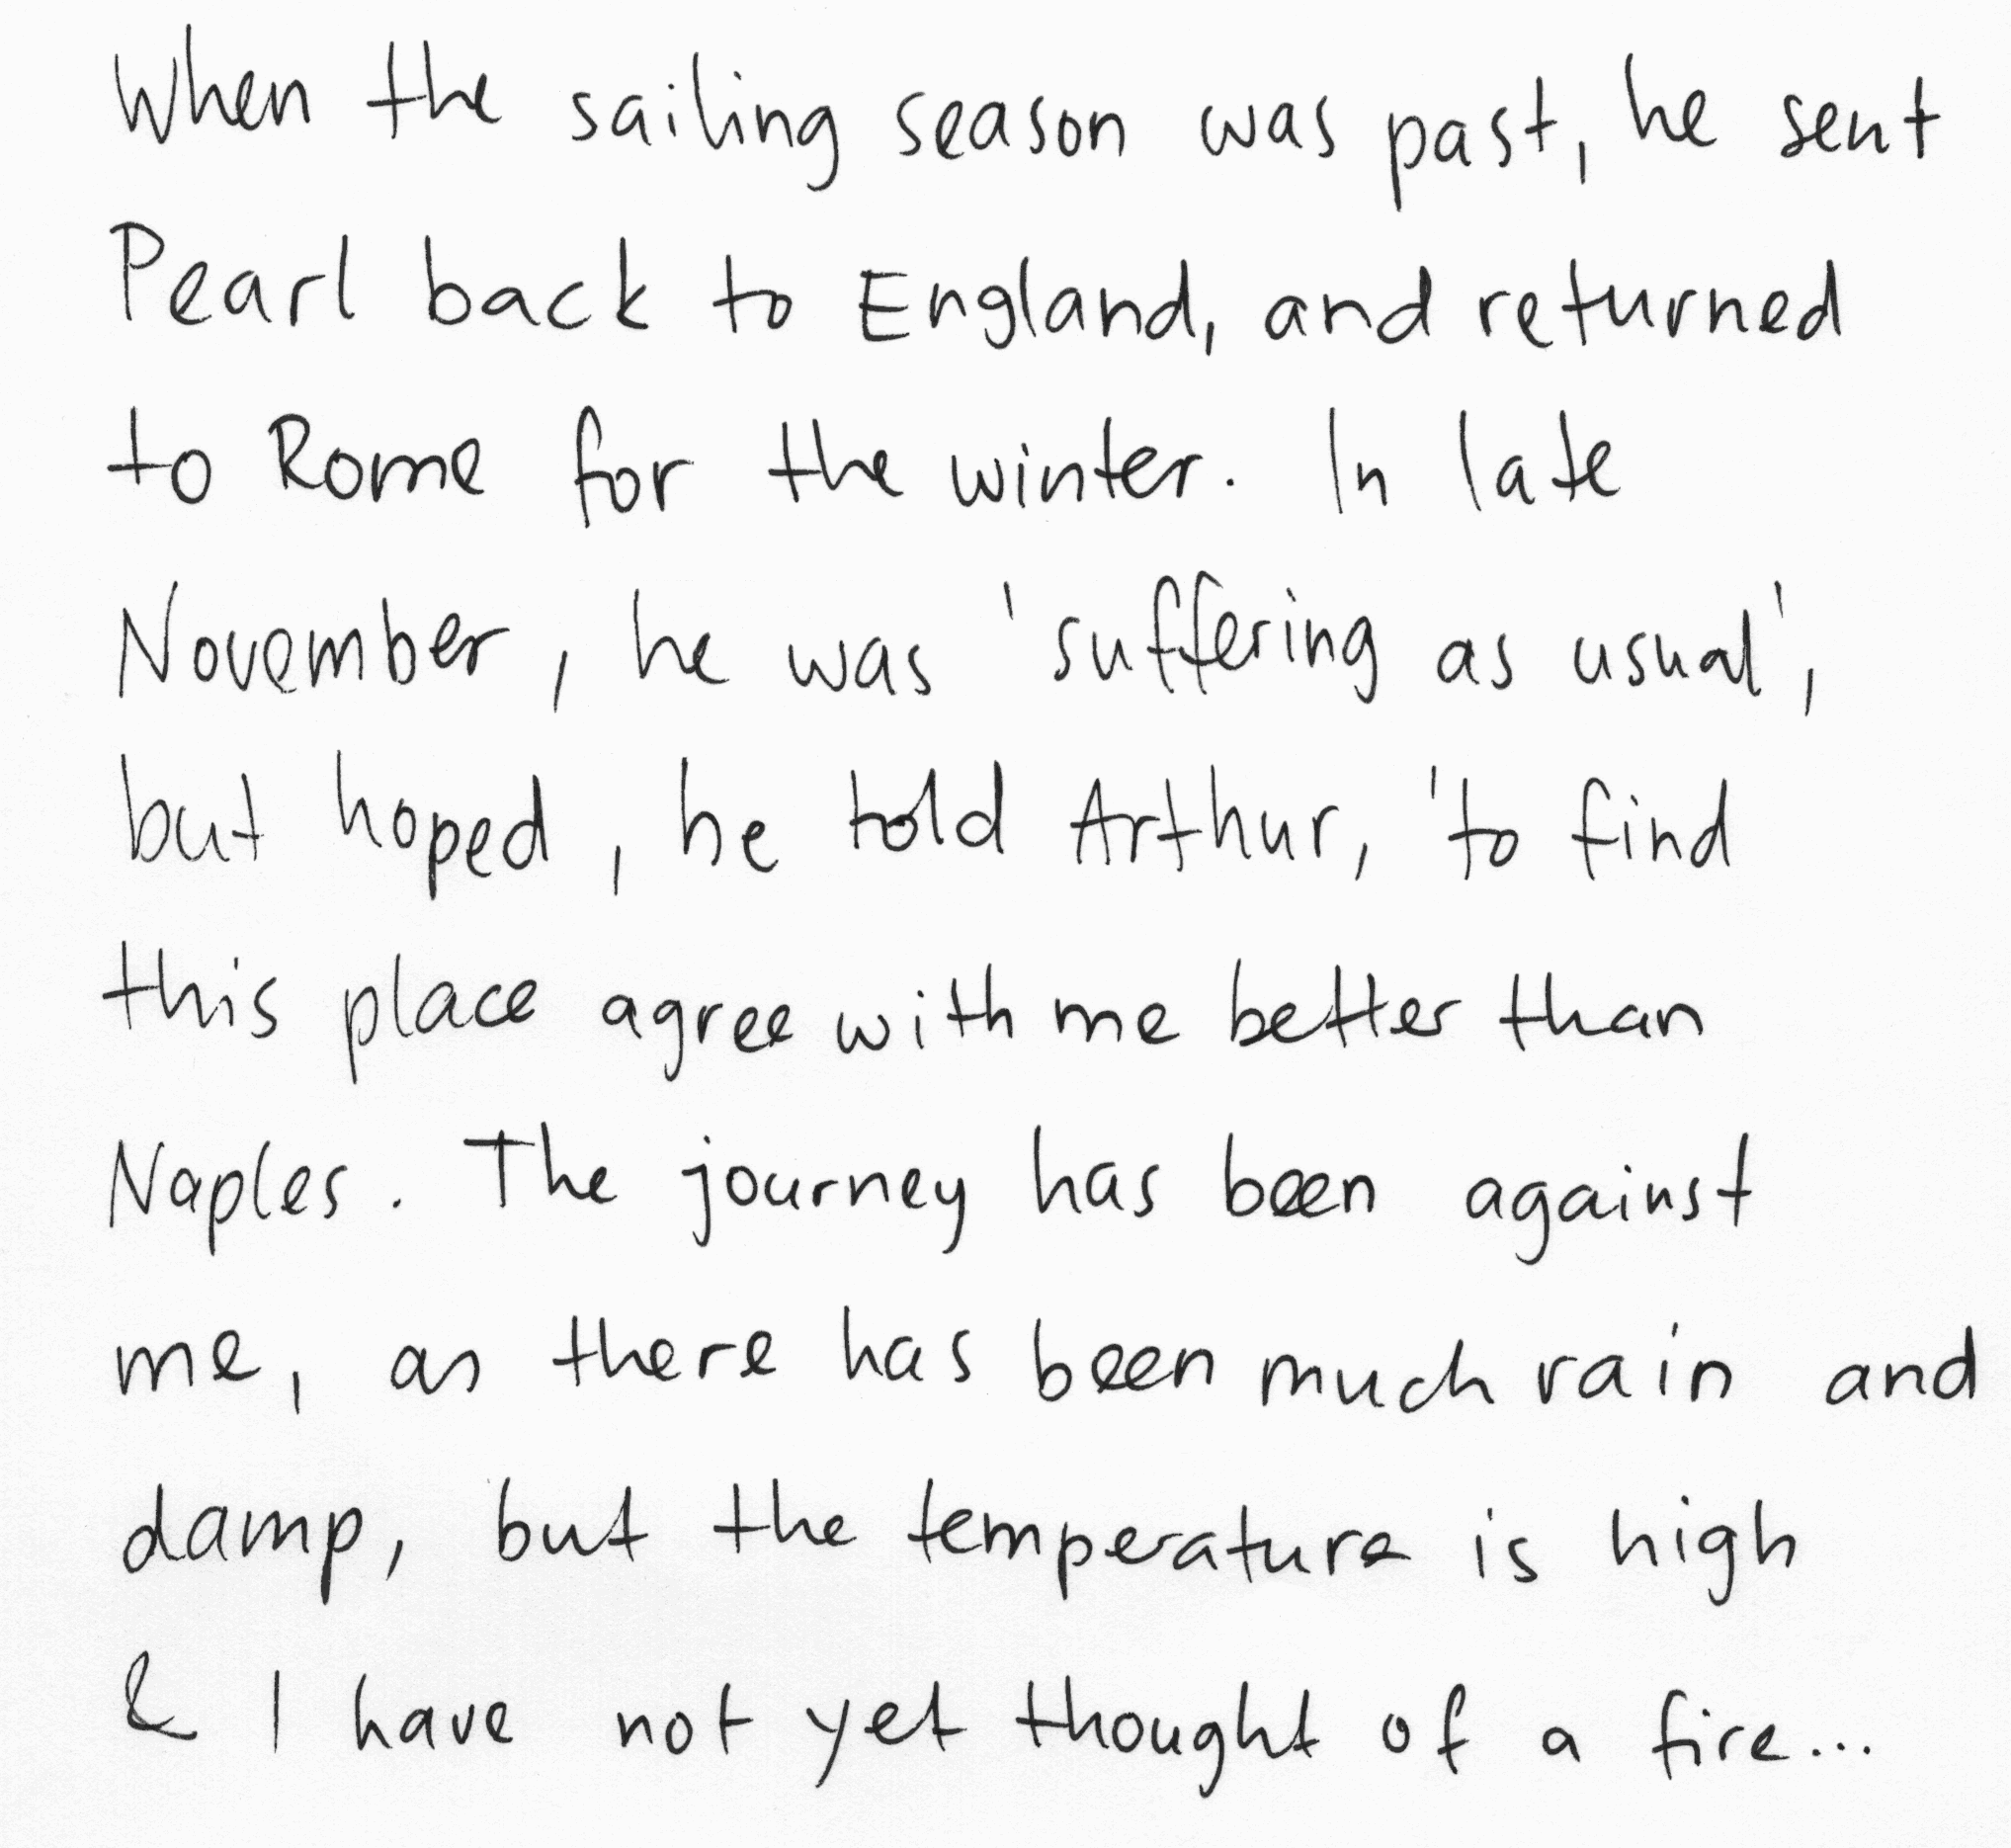 When the sailing season was past, he sent
Pearl back to England, and returned
to Rome for the winter. In late
November, he was 'suffering as usual',
but hoped, he told Arthur, 'to find
this place agree with me better than
Naples. The journey has been against
me, as there has been much rain and
damp, but the temperature is high
& I have not yet thought of a fire...